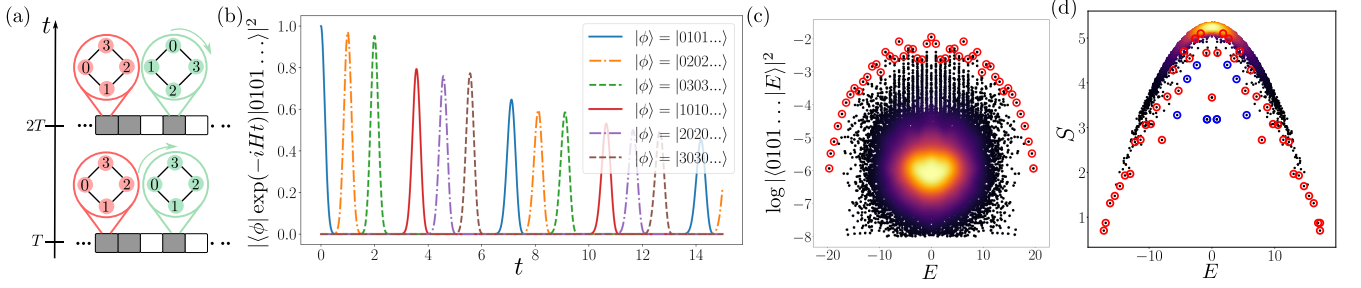 (a)
t
3
0
2
1
0
1
3
2
2T
3
0
2
1
3
0
2
1
T
(b)
|⟨ϕ| exp(−iHt)|0101...⟩|²
1.0
0.8
0.6
0.4
0.2
0.0
0 2 4 6 8 10 12 14
t
|ϕ⟩ = |0101...⟩
|ϕ⟩ = |0202...⟩
|ϕ⟩ = |0303...⟩
|ϕ⟩ = |1010...⟩
|ϕ⟩ = |2020...⟩
|ϕ⟩ = |3030...⟩
(c)
log |⟨0101...|E⟩|²
−1
−2
−3
−4
−5
−6
−7
−8
−20 −10 0 10 20
E
(d)
S
5
4
3
2
1
−10 0 10
E